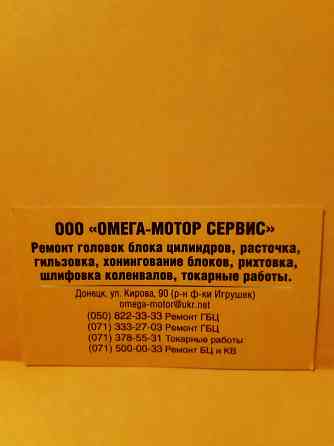 ООО «ОМЕГА-МОТОР СЕРВИС»
Ремонт головок блока цилиндров, расточка,
гильзовка, хонингование блоков, рихтовка,
шлифовка коленвалов, токарные работы.
Донецк, ул. Кирова, 90 (р-н ф-ки Игрушек)
omega-motor@ukr.net
(050) 822-33-33 Ремонт ГБЦ
(071) 333-27-03 Ремонт ГБЦ
(071) 378-55-31 Токарные работы
(071) 500-00-33 Ремонт БЦ и КВ